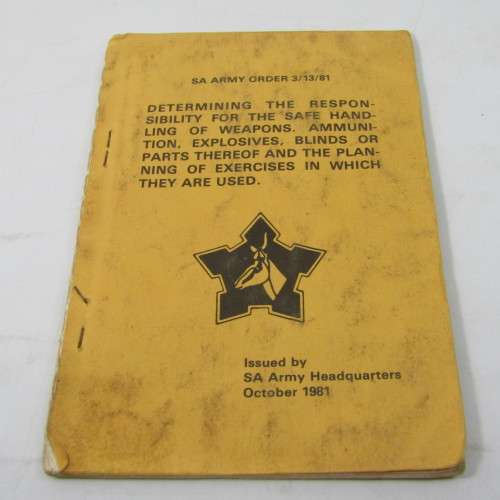 SA ARMY ORDER 3/13/81
DETERMINING THE RESPON-
SIBILITY FOR THE SAFE HAND-
LING OF WEAPONS. AMMUNI-
TION, EXPLOSIVES, BLINDS OR
PARTS THEREOF AND THE PLAN-
NING OF EXERCISES IN WHICH
THEY ARE USED.
Issued by
SA Army Headquarters
October 1981